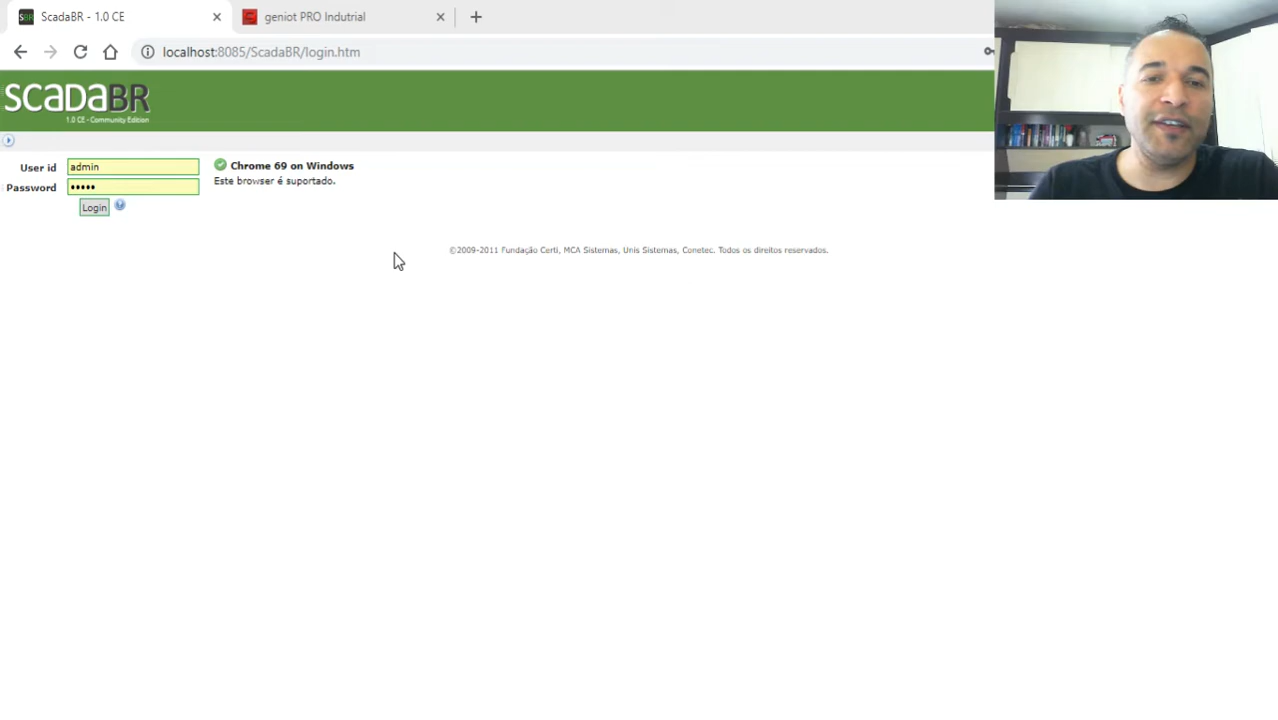 ScadaBR - 1.0 CE
geniot PRO Indutrial
localhost:8085/ScadaBR/login.htm
SCADABR
1.0 CE - Community Edition
User id admin
Chrome 69 on Windows
Password •••••
Este browser é suportado.
Login
©2009-2011 Fundação Certi, MCA Sistemas, Unis Sistemas, Conetec. Todos os direitos reservados.